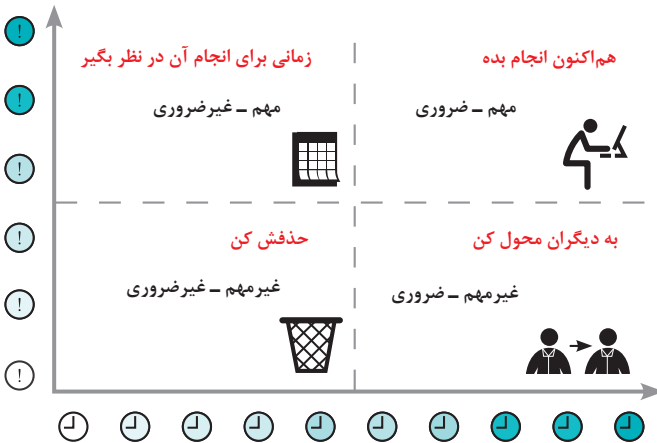 هم‌اکنون انجام بده
مهم ـ ضروری
زمانی برای انجام آن در نظر بگیر
مهم ـ غیرضروری
به دیگران محول کن
غیرمهم ـ ضروری
حذفش کن
غیرمهم ـ غیرضروری
!
!
!
!
!
!